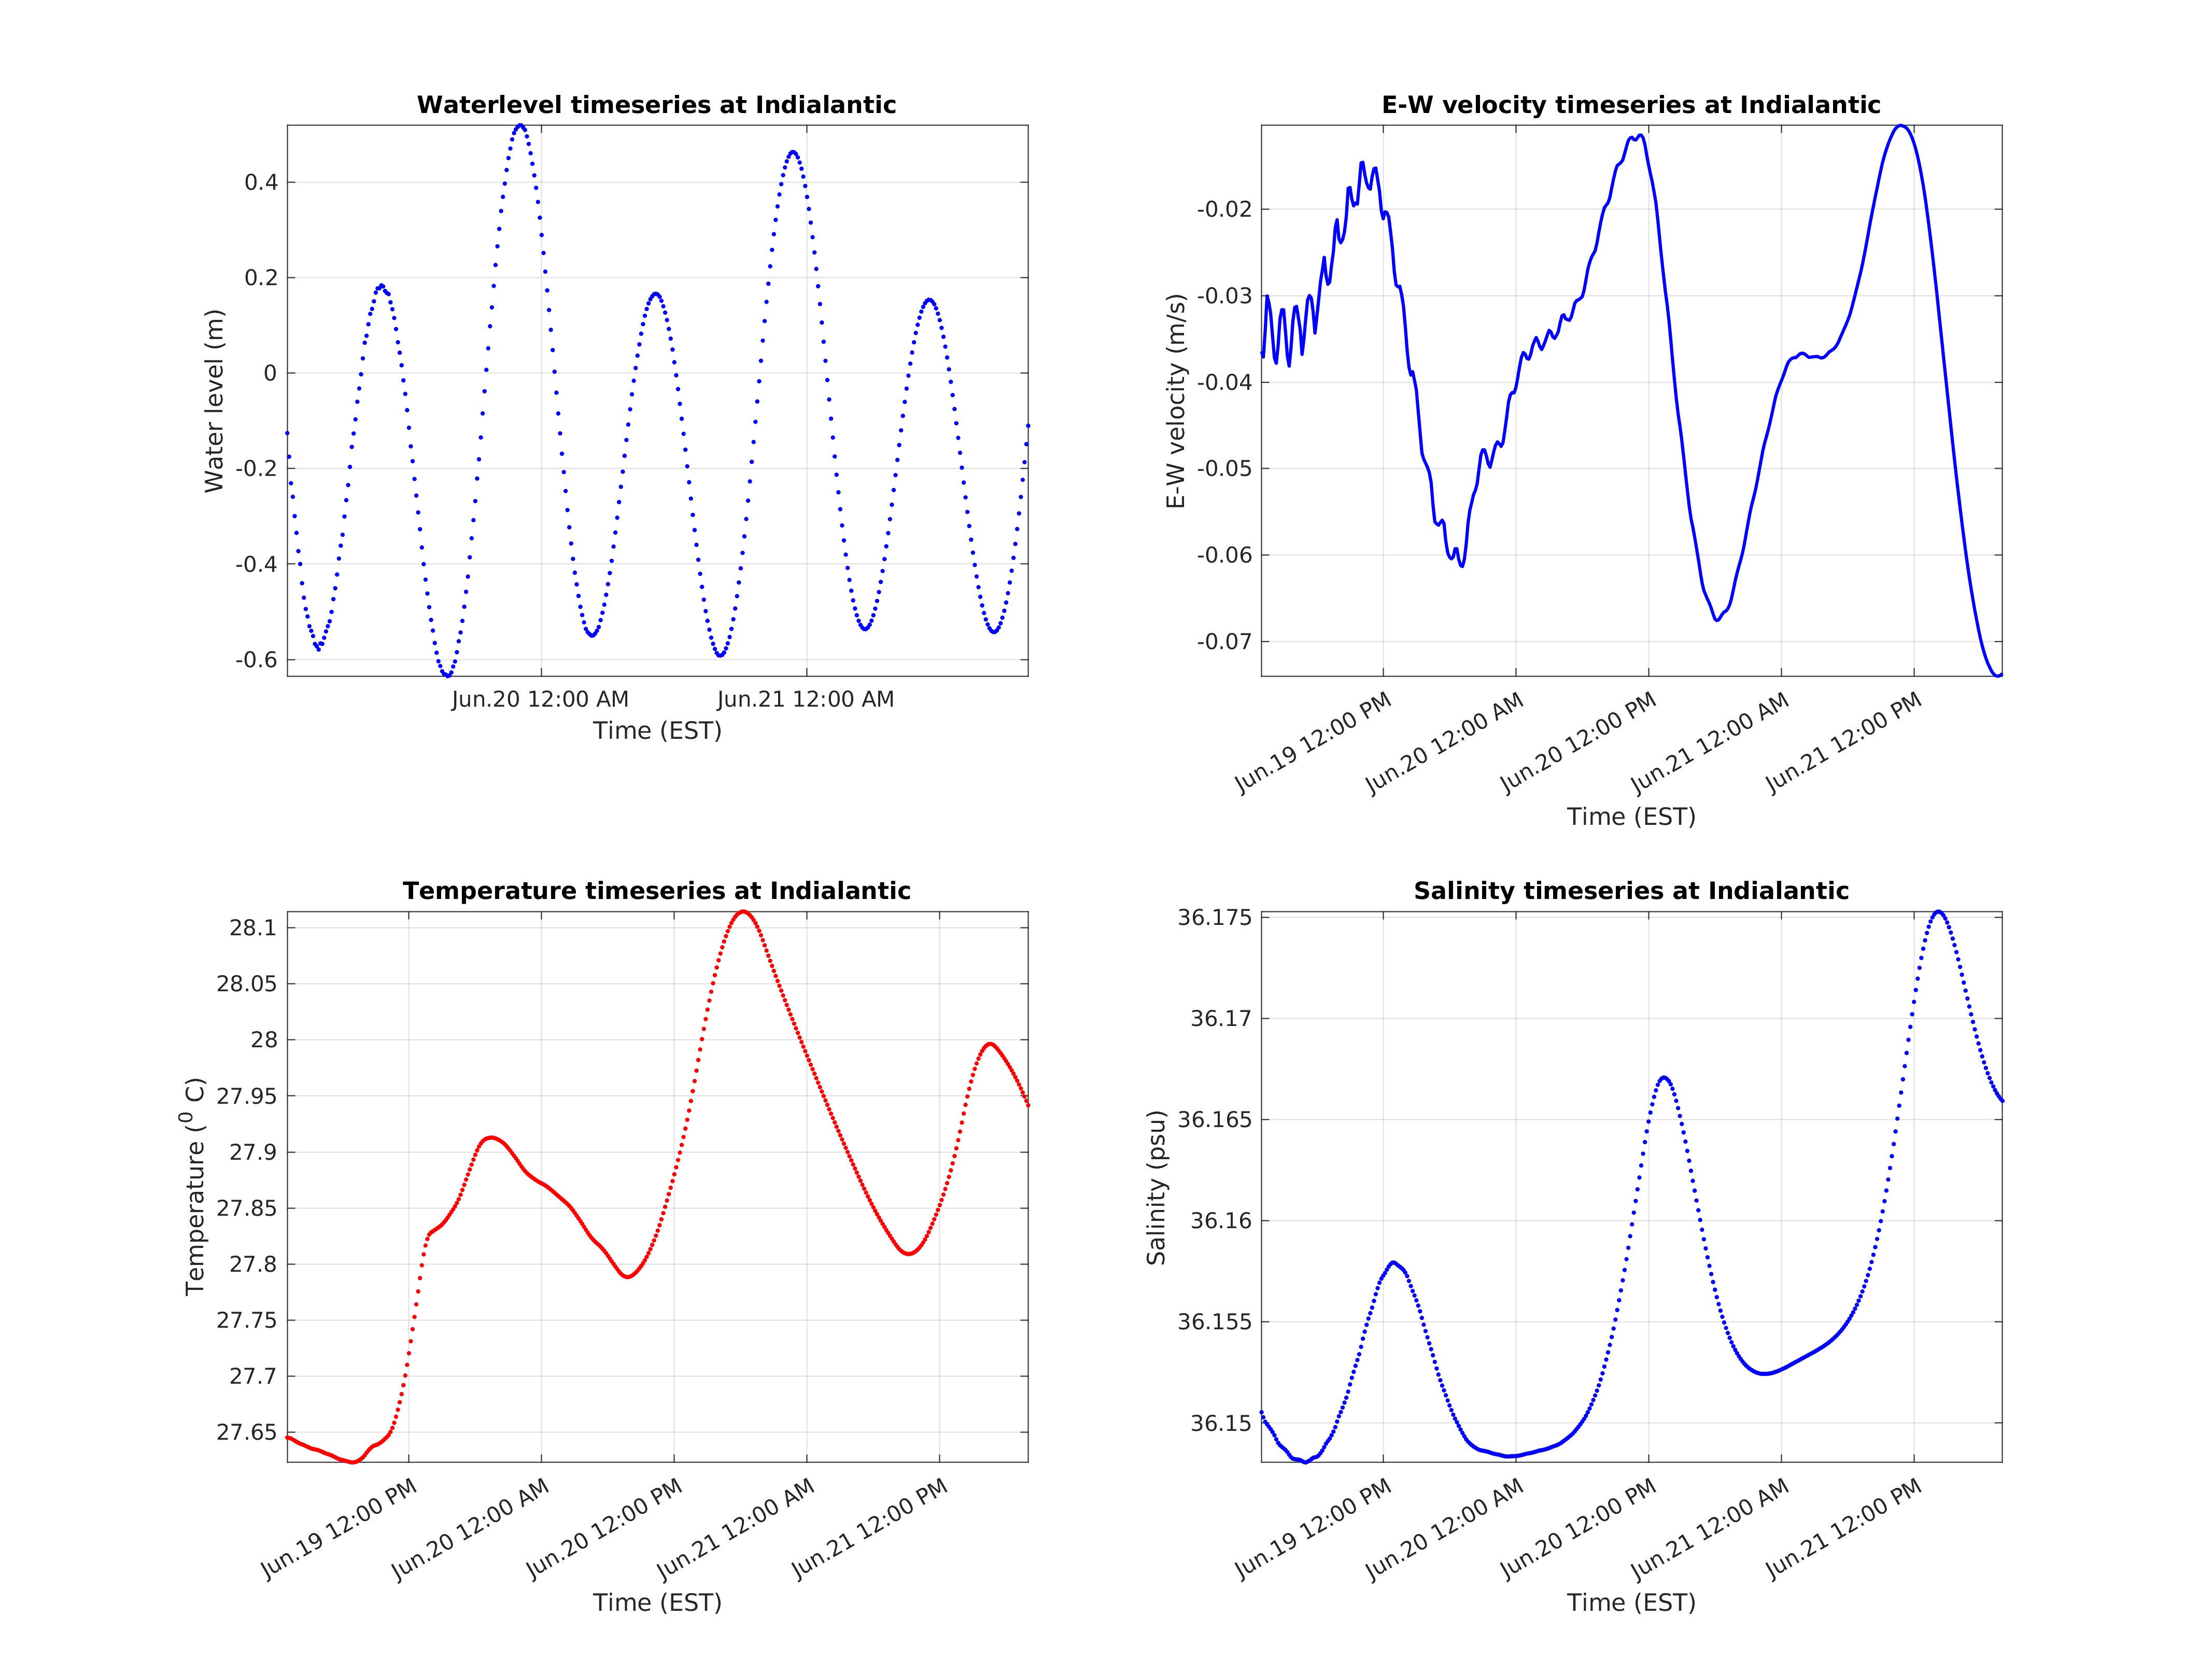 Waterlevel timeseries at Indialantic
0.4
0.2
0
-0.2
-0.4
-0.6
Water level (m)
Jun.20 12:00 AM
Jun.21 12:00 AM
Time (EST)
E-W velocity timeseries at Indialantic
-0.02
-0.03
-0.04
-0.05
-0.06
-0.07
E-W velocity (m/s)
Jun.19 12:00 PM
Jun.20 12:00 AM
Jun.20 12:00 PM
Jun.21 12:00 AM
Jun.21 12:00 PM
Time (EST)
Temperature timeseries at Indialantic
28.1
28.05
28
27.95
27.9
27.85
27.8
27.75
27.7
27.65
Temperature (⁰ C)
Jun.19 12:00 PM
Jun.20 12:00 AM
Jun.20 12:00 PM
Jun.21 12:00 AM
Jun.21 12:00 PM
Time (EST)
Salinity timeseries at Indialantic
36.175
36.17
36.165
36.16
36.155
36.15
Salinity (psu)
Jun.19 12:00 PM
Jun.20 12:00 AM
Jun.20 12:00 PM
Jun.21 12:00 AM
Jun.21 12:00 PM
Time (EST)